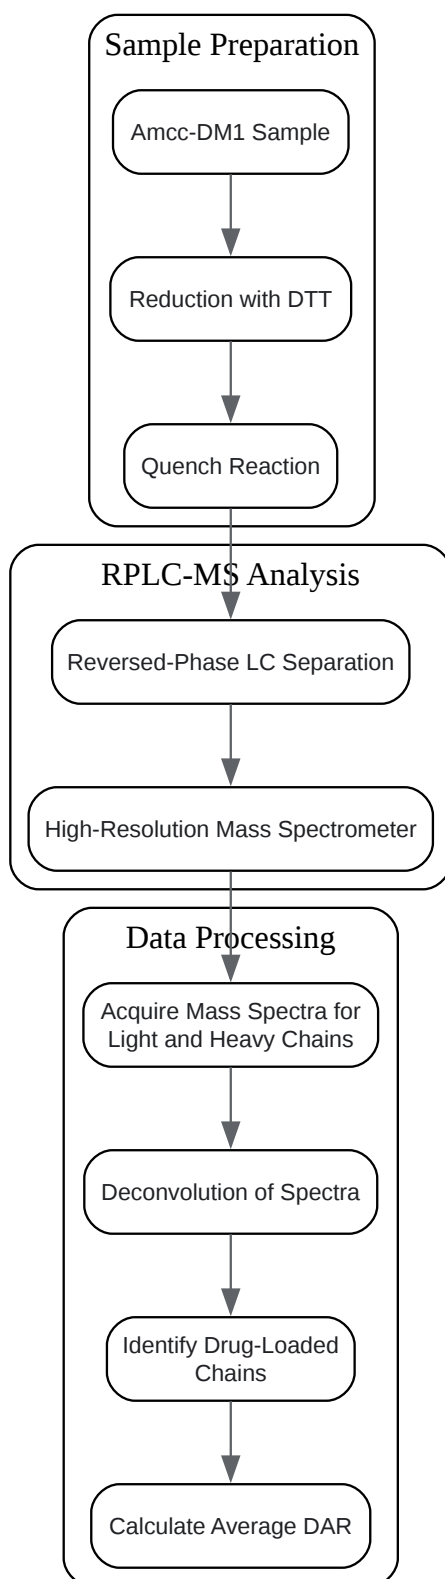 Sample Preparation
Amcc-DM1 Sample
Reduction with DTT
Quench Reaction
RPLC-MS Analysis
Reversed-Phase LC Separation
High-Resolution Mass Spectrometer
Data Processing
Acquire Mass Spectra for
Light and Heavy Chains
Deconvolution of Spectra
Identify Drug-Loaded
Chains
Calculate Average DAR